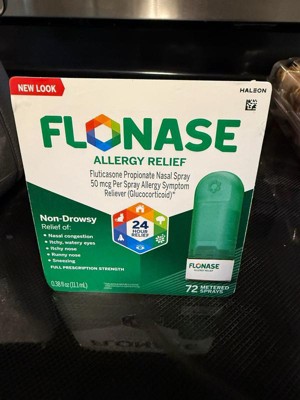 NEW LOOK
HALEON
FLONASE
ALLERGY RELIEF
Fluticasone Propionate Nasal Spray
50 mcg Per Spray Allergy Symptom
Reliever (Glucocorticoid)*
Non-Drowsy
Relief of:
• Nasal congestion
• Itchy, watery eyes
• Itchy nose
• Runny nose
• Sneezing
24
HOUR
RELIEF
FULL PRESCRIPTION STRENGTH
0.38 fl oz (11.1 mL)
FLONASE
ALLERGY RELIEF
72 METERED
SPRAYS